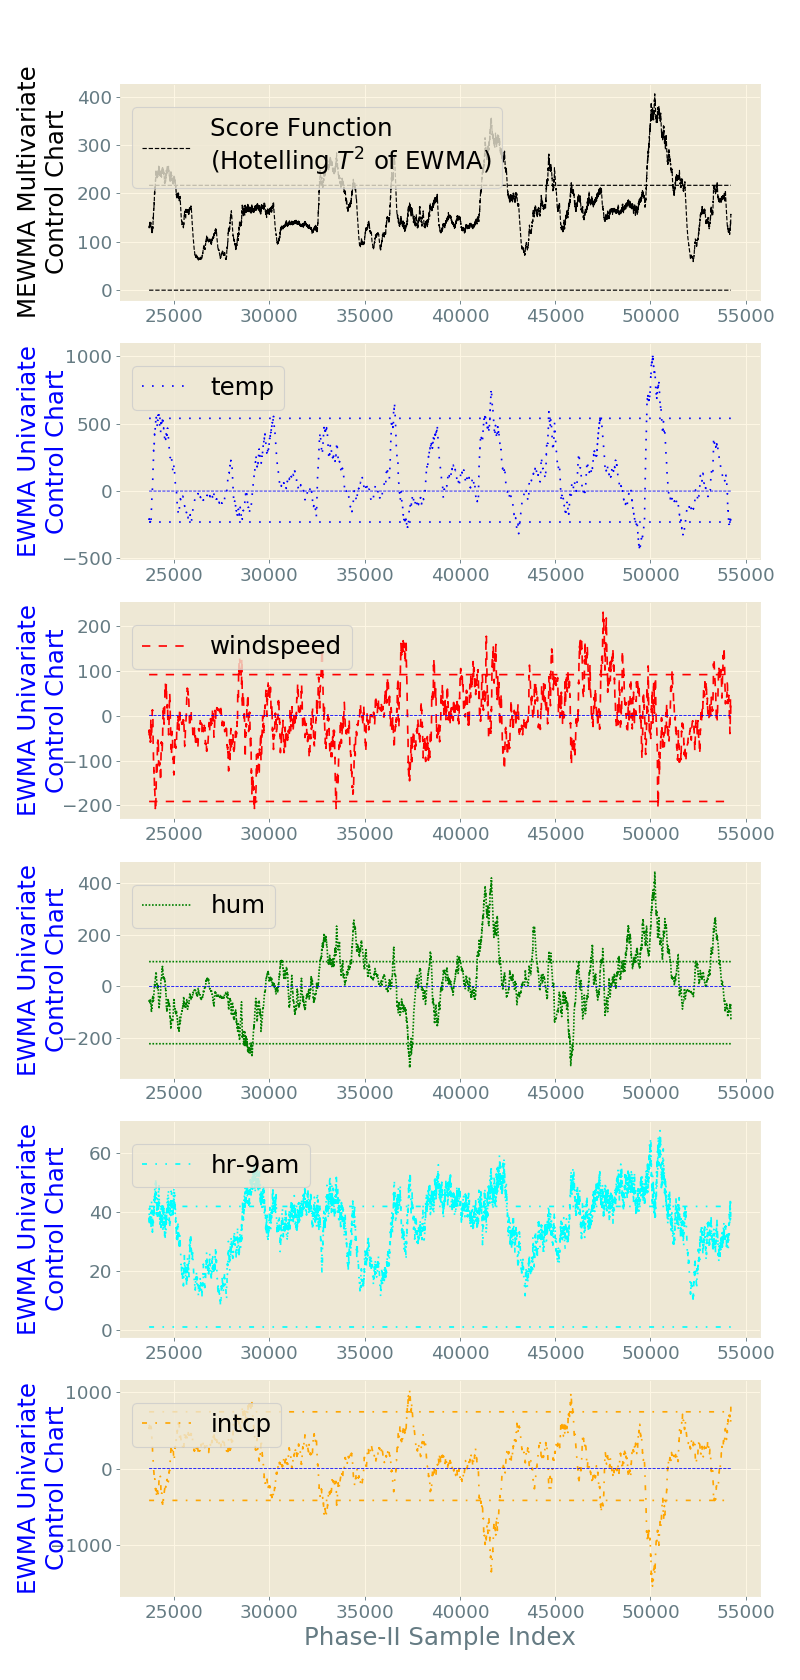 MEWMA Multivariate
Control Chart
400
300
200
100
0
Score Function
(Hotelling T² of EWMA)
25000 30000 35000 40000 45000 50000 55000
EWMA Univariate
Control Chart
1000
500
0
−500
temp
25000 30000 35000 40000 45000 50000 55000
EWMA Univariate
Control Chart
200
100
0
−100
−200
windspeed
25000 30000 35000 40000 45000 50000 55000
EWMA Univariate
Control Chart
400
200
0
−200
hum
25000 30000 35000 40000 45000 50000 55000
EWMA Univariate
Control Chart
60
40
20
0
hr-9am
25000 30000 35000 40000 45000 50000 55000
EWMA Univariate
Control Chart
1000
500
0
−1000
intcp
25000 30000 35000 40000 45000 50000 55000
Phase-II Sample Index